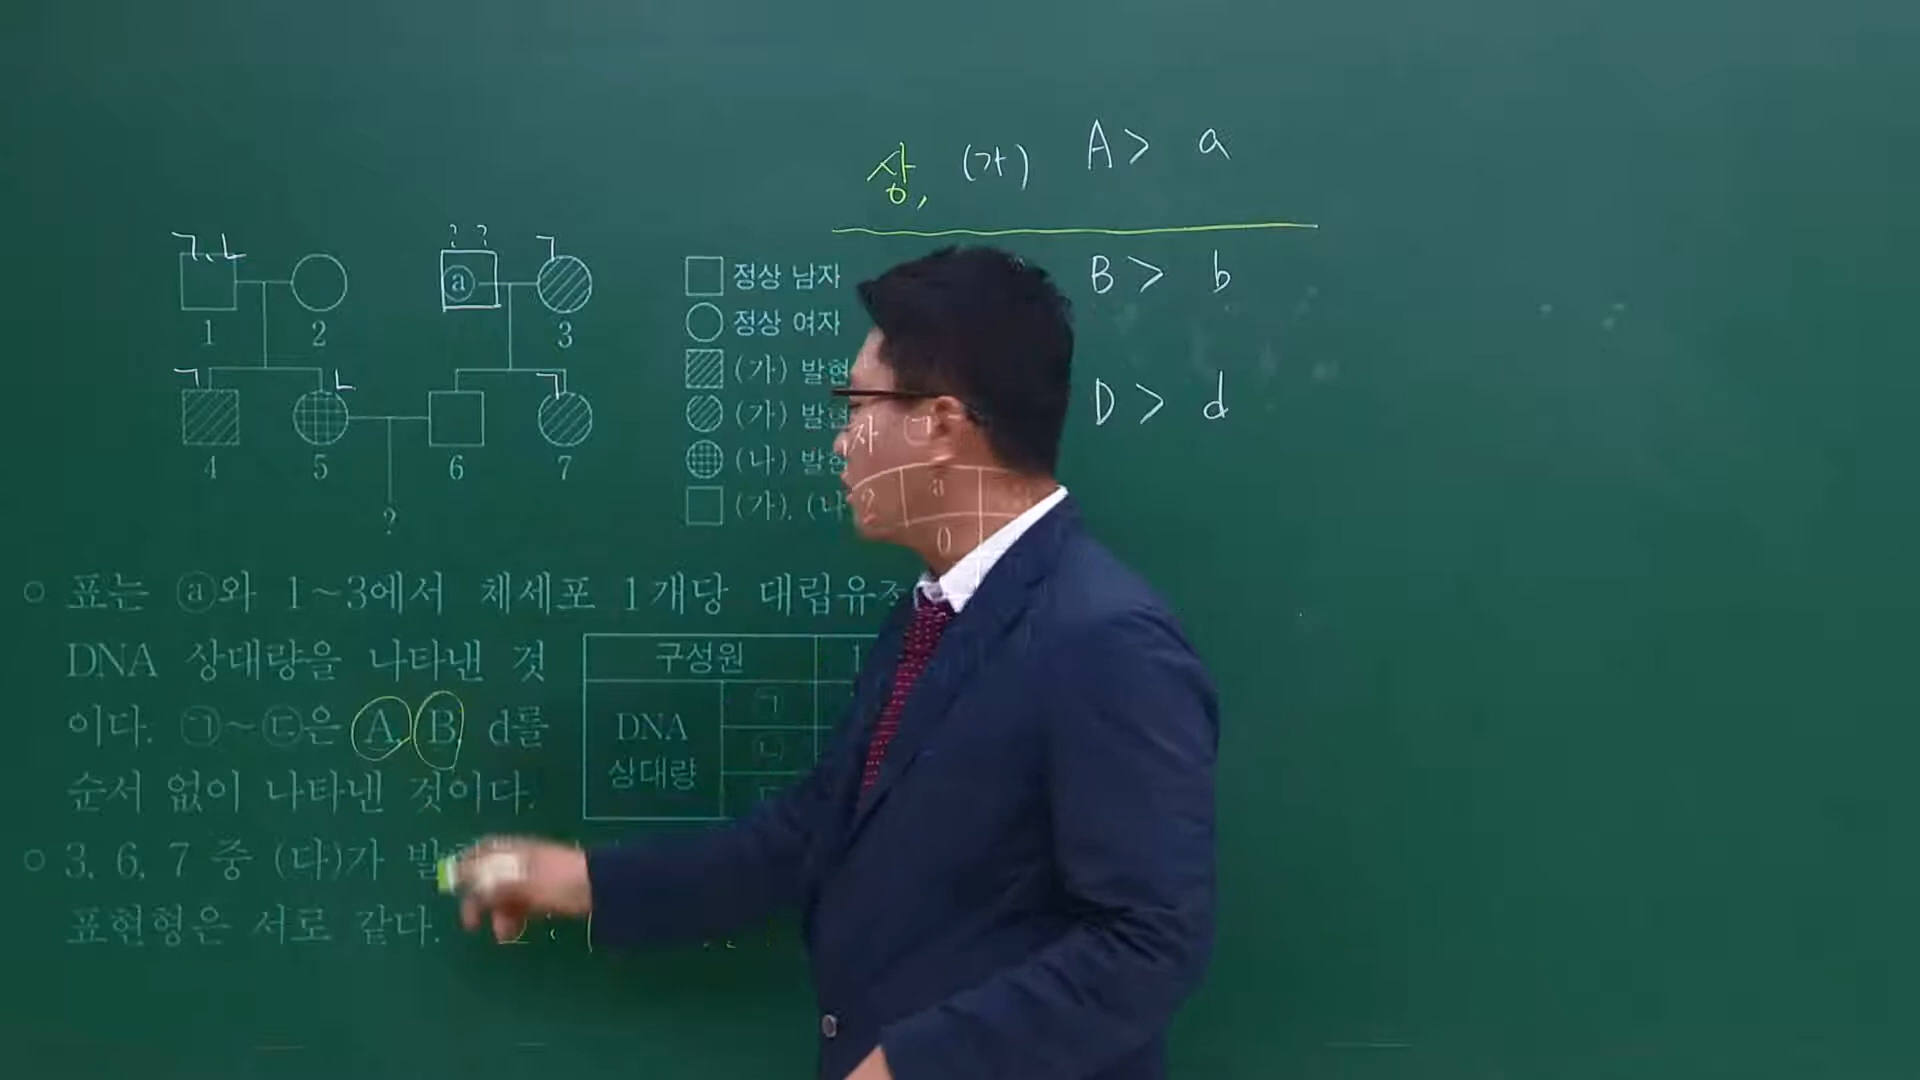 상, (가) A > a
B > b
D > d
ㄱ.ㄴ
? ?
ㄱ
ⓐ
1 2 3
ㄱ ㄴ ㄱ
4 5 6 7
?
정상 남자
정상 여자
(가) 발현
(가) 발현
(나) 발현
(가), (나
자 ㉠
? a
0
○ 표는 ⓐ와 1~3에서 체세포 1개당 대립유
DNA 상대량을 나타낸 것
이다. ㉠~㉢은 A, B, d를
순서 없이 나타낸 것이다.
구성원 1
DNA 상대량 ㉠
㉡
○ 3, 6, 7 중 (다)가 발
표현형은 서로 같다.